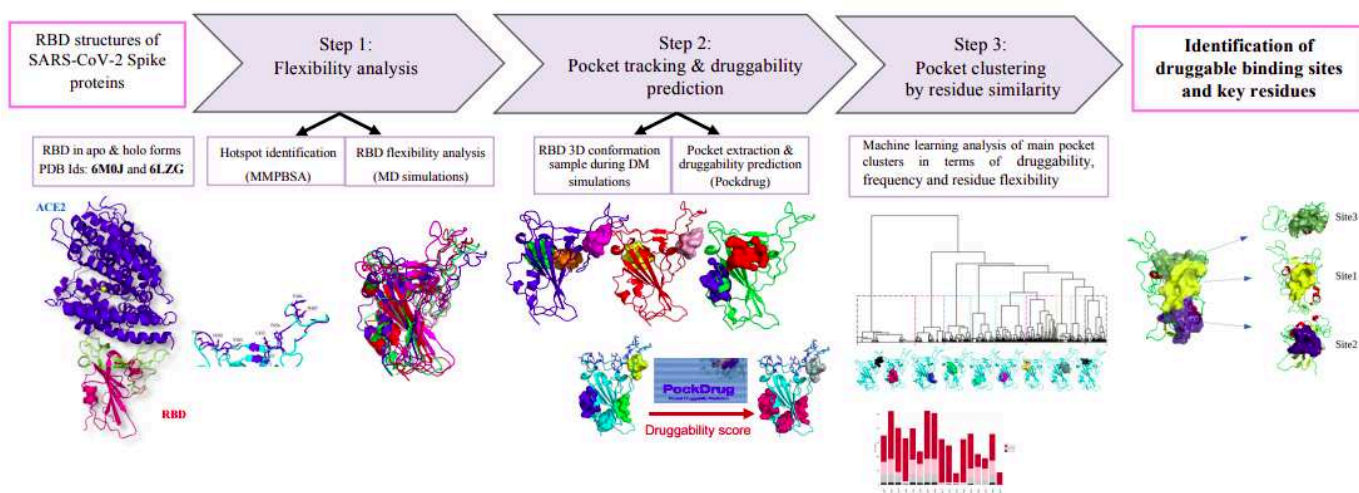 RBD structures of
SARS-CoV-2 Spike
proteins
Step 1:
Flexibility analysis
Step 2:
Pocket tracking & druggability
prediction
Step 3:
Pocket clustering
by residue similarity
Identification of
druggable binding sites
and key residues
RBD in apo & holo forms
PDB Ids: 6M0J and 6LZG
Hotspot identification
(MMPBSA)
RBD flexibility analysis
(MD simulations)
RBD 3D conformation
sample during DM
simulations
Pocket extraction &
druggability prediction
(Pockdrug)
Machine learning analysis of main pocket
clusters in terms of druggability,
frequency and residue flexibility
ACE2
RBD
PockDrug
Druggability score
Site3
Site1
Site2